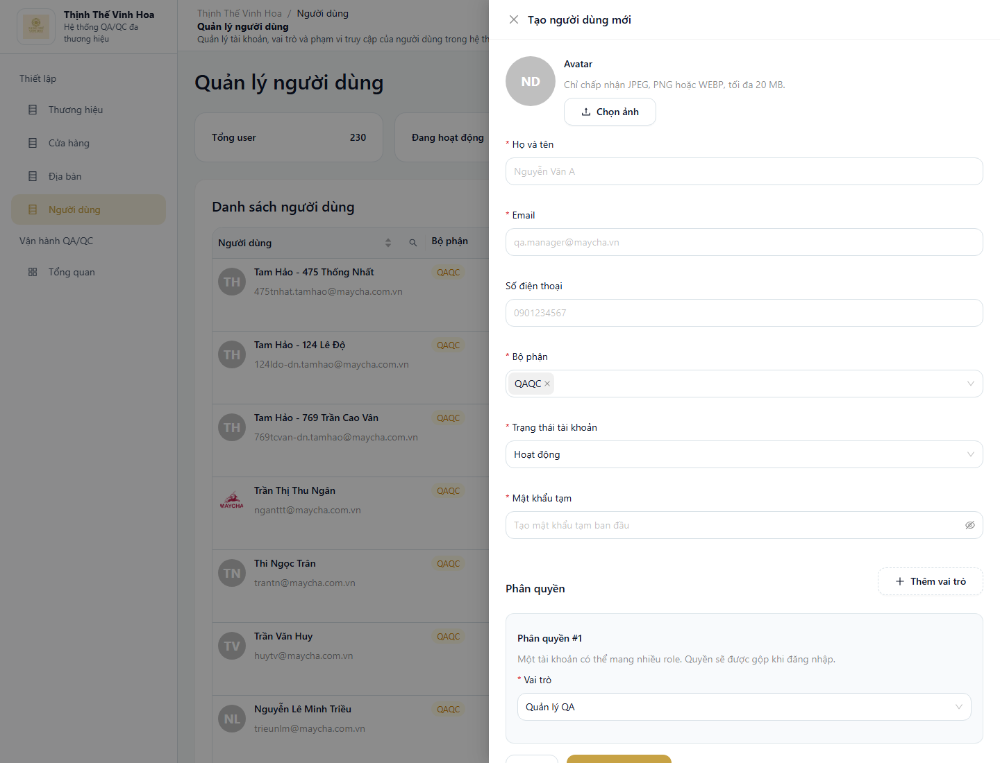 Thịnh Thế Vinh Hoa
Hệ thống QA/QC đa
thương hiệu
Thiết lập
Thương hiệu
Cửa hàng
Địa bàn
Người dùng
Vận hành QA/QC
Tổng quan
Thịnh Thế Vinh Hoa / Người dùng
Quản lý người dùng
Quản lý tài khoản, vai trò và phạm vi truy cập của người dùng trong hệ th
Quản lý người dùng
Tổng user 230
Đang hoạt động
Danh sách người dùng
Người dùng Bộ phận
TH Tam Hảo - 475 Thống Nhất QAQC
475tnhat.tamhao@maycha.com.vn
TH Tam Hảo - 124 Lê Độ QAQC
124ldo-dn.tamhao@maycha.com.vn
TH Tam Hảo - 769 Trần Cao Vân QAQC
769tcvan-dn.tamhao@maycha.com.vn
MAYCHA Trần Thị Thu Ngân QAQC
nganttt@maycha.com.vn
TN Thi Ngọc Trân QAQC
trantn@maycha.com.vn
TV Trần Văn Huy QAQC
huytv@maycha.com.vn
NL Nguyễn Lê Minh Triều QAQC
trieunlm@maycha.com.vn
Tạo người dùng mới
ND
Avatar
Chỉ chấp nhận JPEG, PNG hoặc WEBP, tối đa 20 MB.
Chọn ảnh
* Họ và tên
Nguyễn Văn A
* Email
qa.manager@maycha.vn
Số điện thoại
0901234567
* Bộ phận
QAQC
* Trạng thái tài khoản
Hoạt động
* Mật khẩu tạm
Tạo mật khẩu tạm ban đầu
Phân quyền
Thêm vai trò
Phân quyền #1
Một tài khoản có thể mang nhiều role. Quyền sẽ được gộp khi đăng nhập.
* Vai trò
Quản lý QA